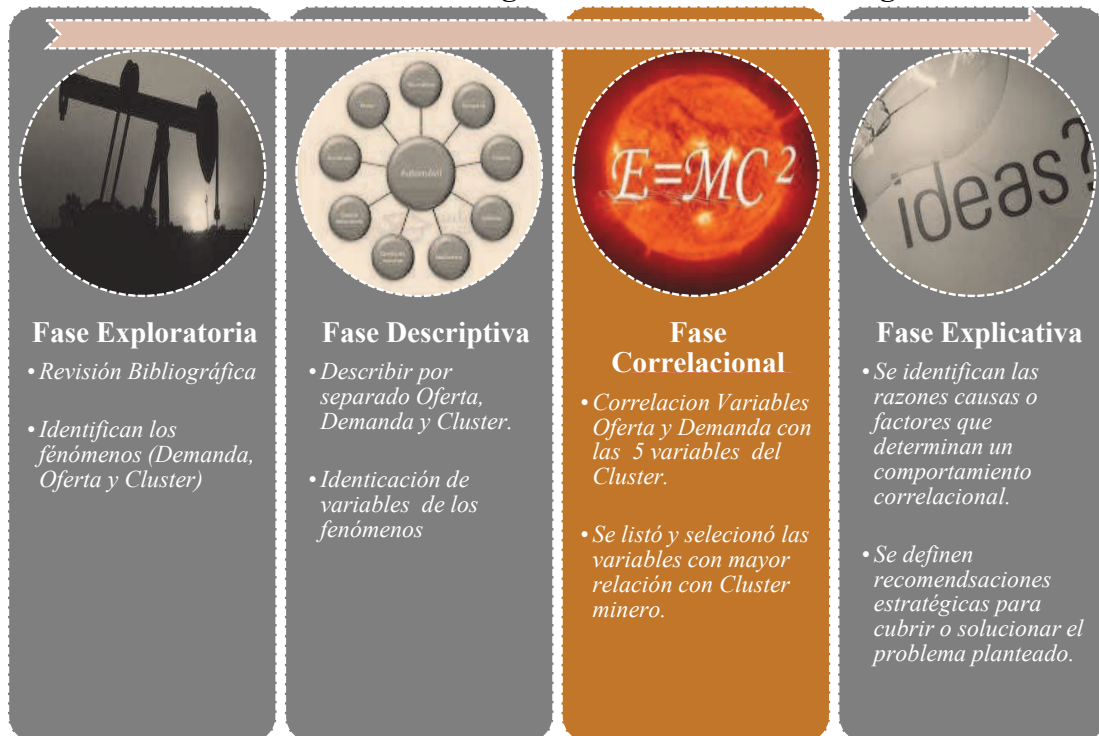 Automóvil
E=MC²
ideas?
Fase Exploratoria
• Revisión Bibliográfica
• Identifican los
fénómenos (Demanda,
Oferta y Cluster)
Fase Descriptiva
• Describir por
separado Oferta,
Demanda y Cluster.
• Identicación de
variables de los
fenómenos
Fase
Correlacional
• Correlacion Variables
Oferta y Demanda con
las 5 variables del
Cluster.
• Se listó y selecionó las
variables con mayor
relación con Cluster
minero.
Fase Explicativa
• Se identifican las
razones causas o
factores que
determinan un
comportamiento
correlacional.
• Se definen
recomendsaciones
estratégicas para
cubrir o solucionar el
problema planteado.